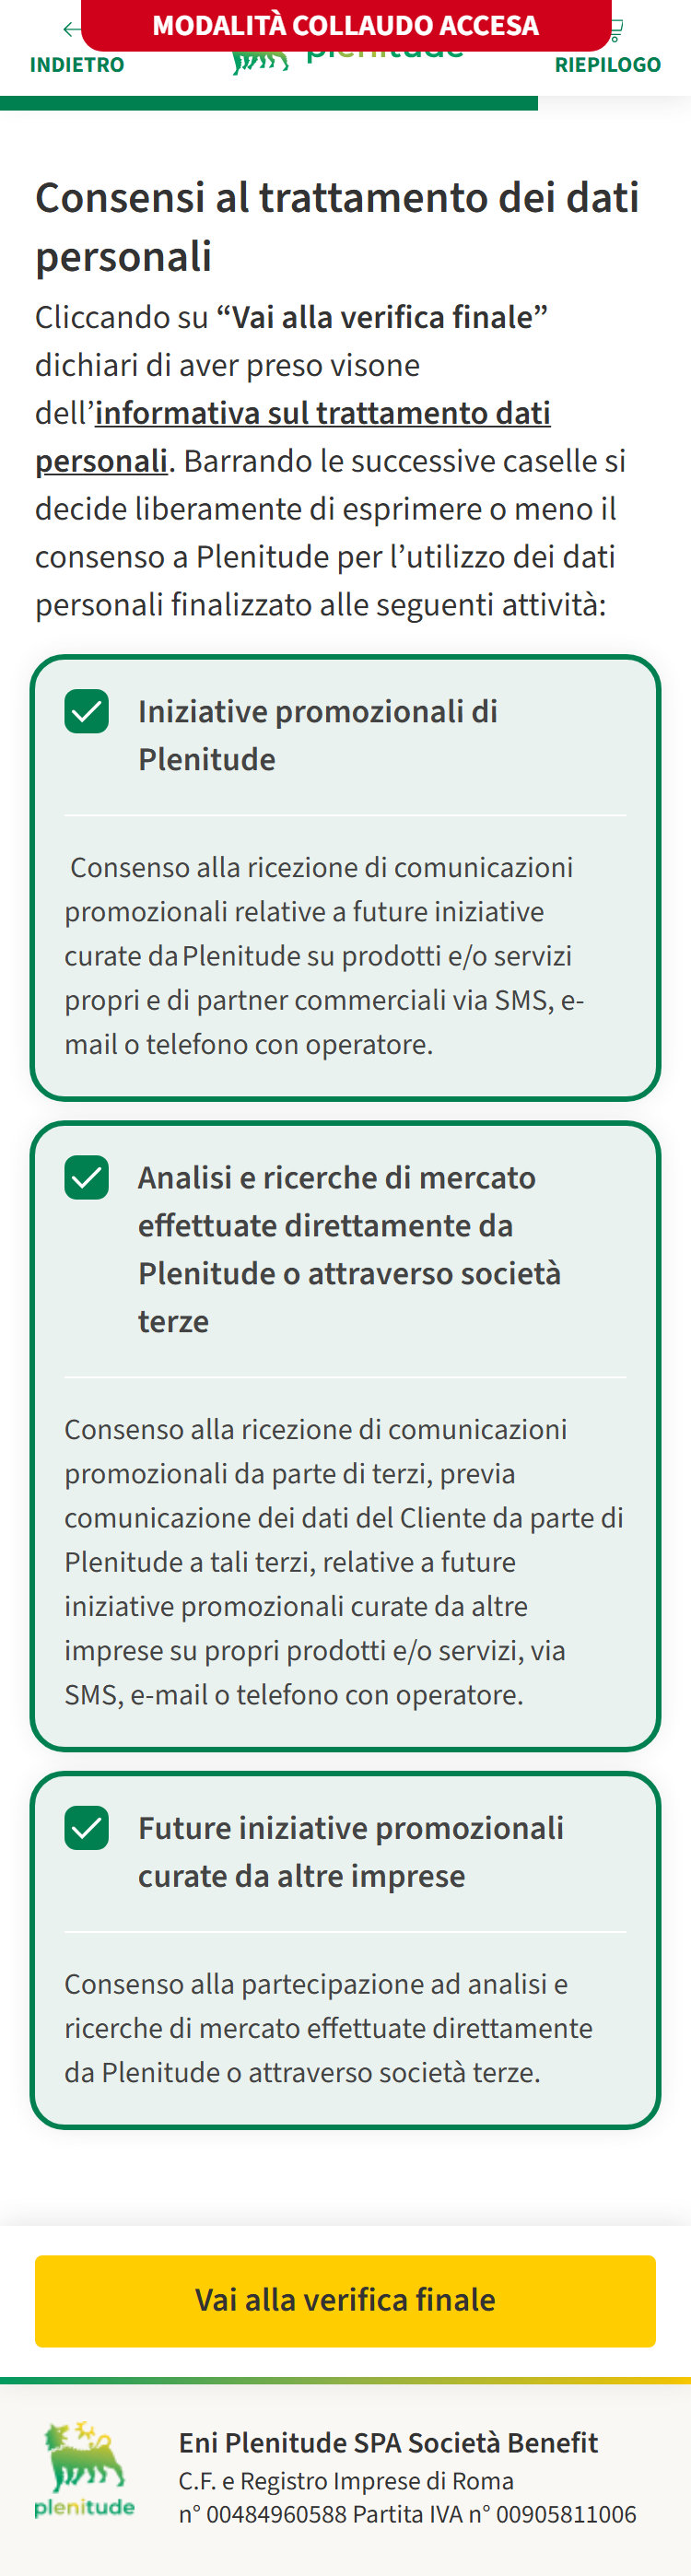 MODALITÀ COLLAUDO ACCESA
INDIETRO
plenitude
RIEPILOGO
Consensi al trattamento dei dati
personali
Cliccando su “Vai alla verifica finale”
dichiari di aver preso visone
dell’informativa sul trattamento dati
personali. Barrando le successive caselle si
decide liberamente di esprimere o meno il
consenso a Plenitude per l’utilizzo dei dati
personali finalizzato alle seguenti attività:
Iniziative promozionali di
Plenitude
Consenso alla ricezione di comunicazioni
promozionali relative a future iniziative
curate da Plenitude su prodotti e/o servizi
propri e di partner commerciali via SMS, e-
mail o telefono con operatore.
Analisi e ricerche di mercato
effettuate direttamente da
Plenitude o attraverso società
terze
Consenso alla ricezione di comunicazioni
promozionali da parte di terzi, previa
comunicazione dei dati del Cliente da parte di
Plenitude a tali terzi, relative a future
iniziative promozionali curate da altre
imprese su propri prodotti e/o servizi, via
SMS, e-mail o telefono con operatore.
Future iniziative promozionali
curate da altre imprese
Consenso alla partecipazione ad analisi e
ricerche di mercato effettuate direttamente
da Plenitude o attraverso società terze.
Vai alla verifica finale
plenitude
Eni Plenitude SPA Società Benefit
C.F. e Registro Imprese di Roma
n° 00484960588 Partita IVA n° 00905811006